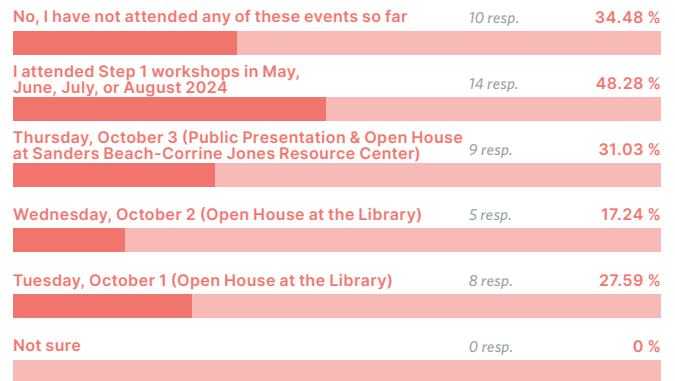 No, I have not attended any of these events so far 10 resp. 34.48 %
I attended Step 1 workshops in May,
June, July, or August 2024 14 resp. 48.28 %
Thursday, October 3 (Public Presentation & Open House
at Sanders Beach-Corrine Jones Resource Center) 9 resp. 31.03 %
Wednesday, October 2 (Open House at the Library) 5 resp. 17.24 %
Tuesday, October 1 (Open House at the Library) 8 resp. 27.59 %
Not sure 0 resp. 0 %